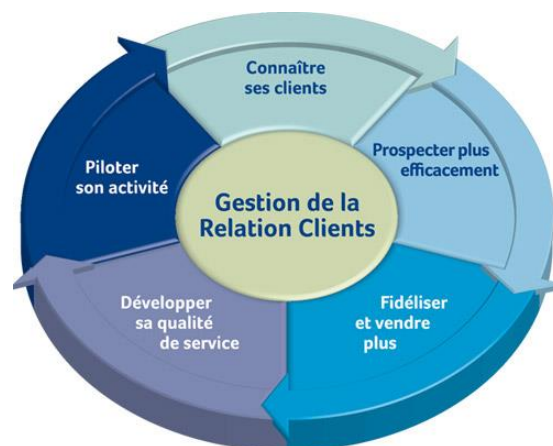 Connaître
ses clients
Prospecter plus
efficacement
Fidéliser
et vendre
plus
Développer
sa qualité
de service
Piloter
son activité
Gestion de la
Relation Clients